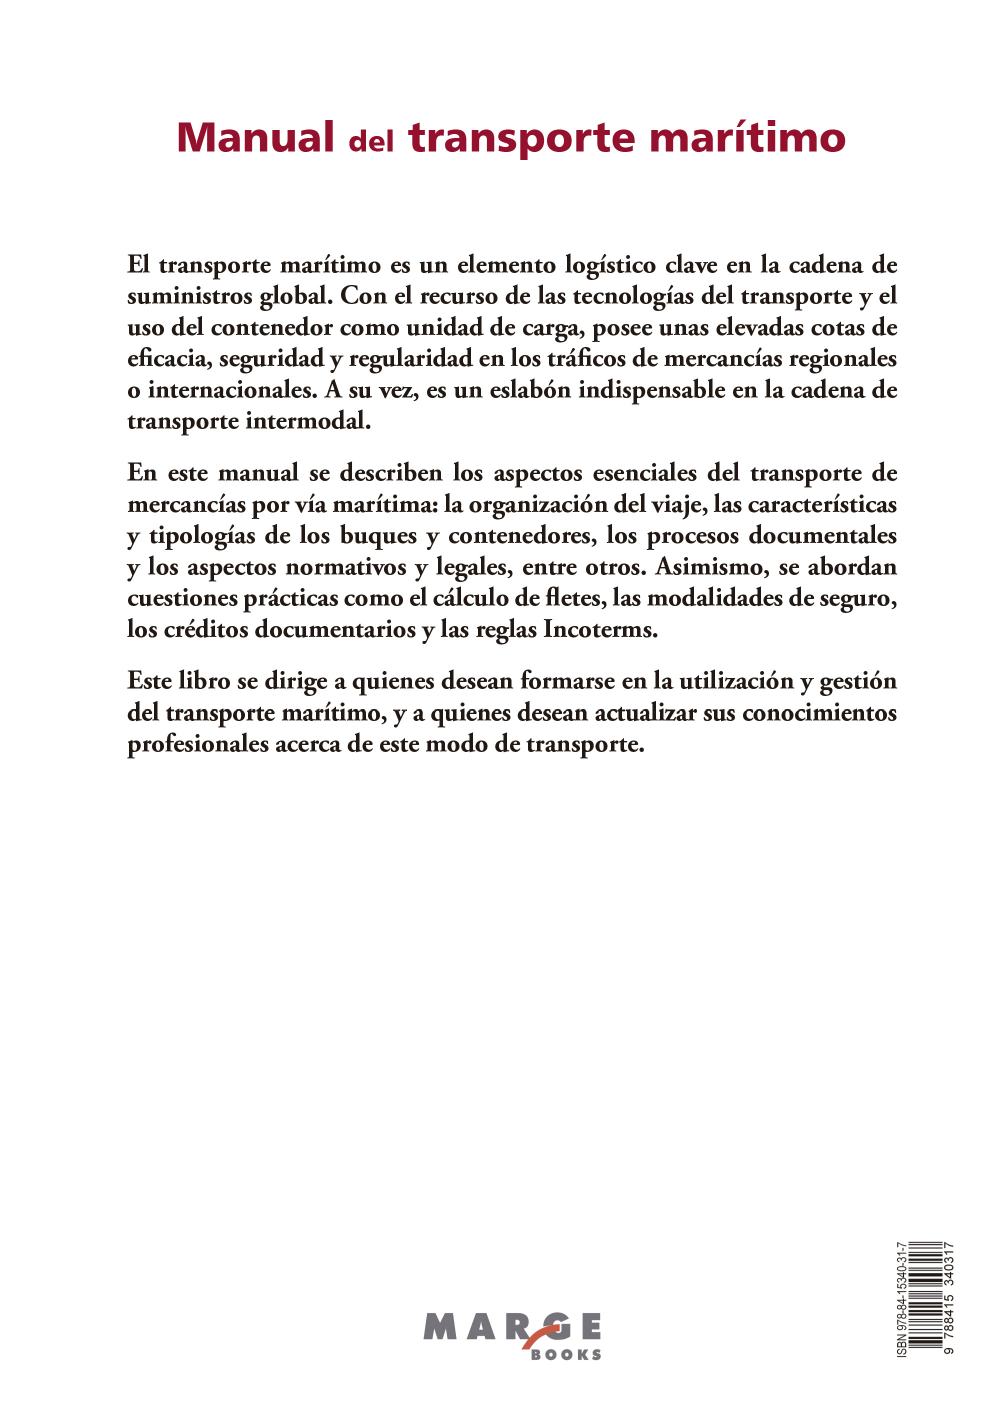 Manual del transporte marítimo
El transporte marítimo es un elemento logístico clave en la cadena de
suministros global. Con el recurso de las tecnologías del transporte y el
uso del contenedor como unidad de carga, posee unas elevadas cotas de
eficacia, seguridad y regularidad en los tráficos de mercancías regionales
o internacionales. A su vez, es un eslabón indispensable en la cadena de
transporte intermodal.
En este manual se describen los aspectos esenciales del transporte de
mercancías por vía marítima: la organización del viaje, las características
y tipologías de los buques y contenedores, los procesos documentales
y los aspectos normativos y legales, entre otros. Asimismo, se abordan
cuestiones prácticas como el cálculo de fletes, las modalidades de seguro,
los créditos documentarios y las reglas Incoterms.
Este libro se dirige a quienes desean formarse en la utilización y gestión
del transporte marítimo, y a quienes desean actualizar sus conocimientos
profesionales acerca de este modo de transporte.
MARGE
BOOKS
ISBN 978-84-15340-31-7
9 788415 340317